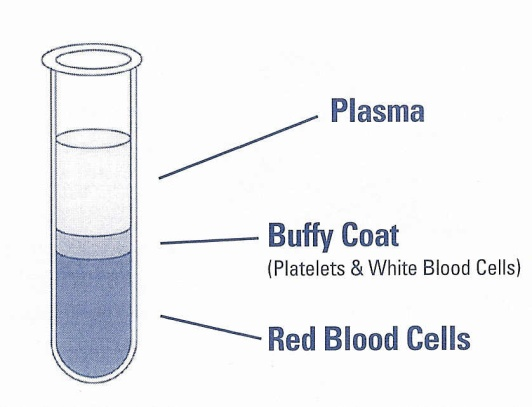 Plasma
Buffy Coat
(Platelets & White Blood Cells)
Red Blood Cells